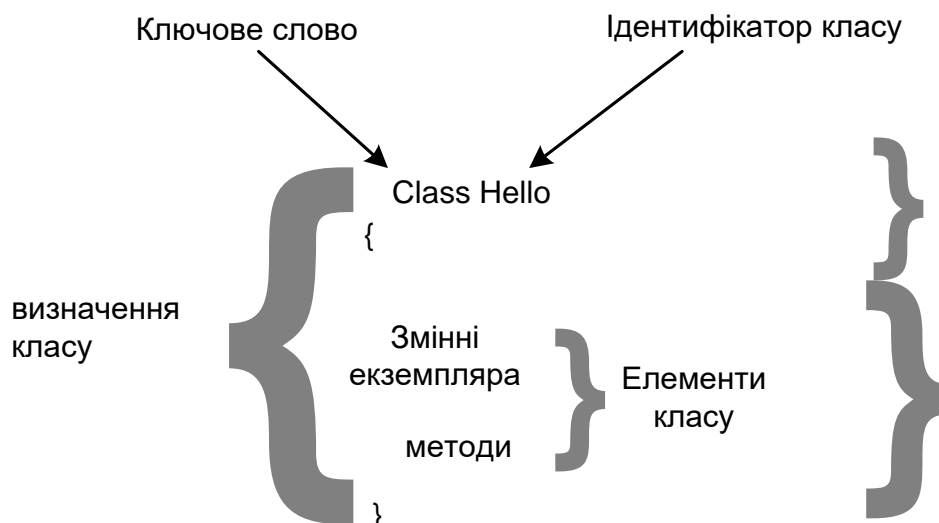 Ключове слово
Ідентифікатор класу
Class Hello
{
визначення
класу
Змінні
екземпляра
Елементи
класу
методи
}